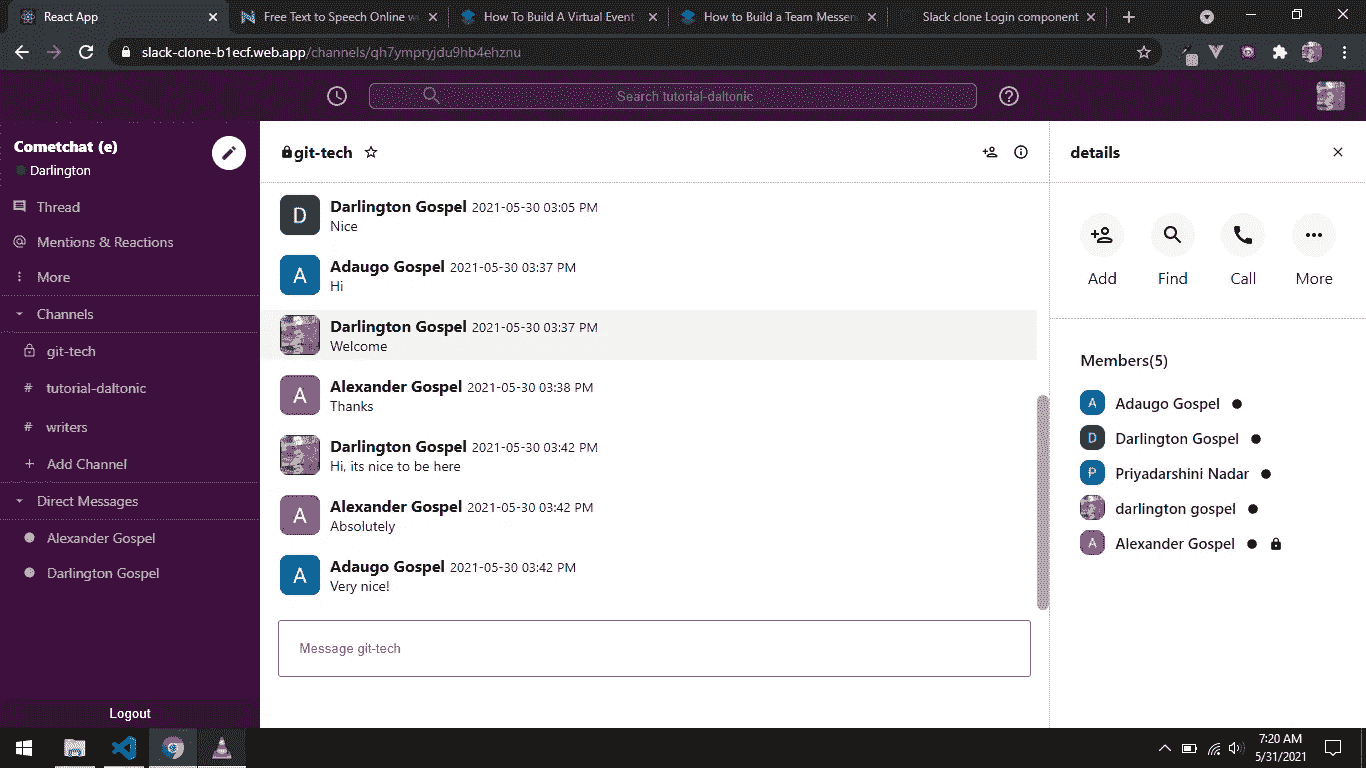 React App
Free Text to Speech Online w
How To Build A Virtual Event
How to Build a Team Messen
Slack clone Login component
slack-clone-b1ecf.web.app/channels/qh7ympryjdu9hb4ehznu
Search tutorial-daltonic
Cometchat (e)
Darlington
Thread
Mentions & Reactions
More
Channels
git-tech
# tutorial-daltonic
# writers
+ Add Channel
Direct Messages
Alexander Gospel
Darlington Gospel
Logout
git-tech
D
Darlington Gospel 2021-05-30 03:05 PM
Nice
A
Adaugo Gospel 2021-05-30 03:37 PM
Hi
Darlington Gospel 2021-05-30 03:37 PM
Welcome
A
Alexander Gospel 2021-05-30 03:38 PM
Thanks
Darlington Gospel 2021-05-30 03:42 PM
Hi, its nice to be here
A
Alexander Gospel 2021-05-30 03:42 PM
Absolutely
A
Adaugo Gospel 2021-05-30 03:42 PM
Very nice!
Message git-tech
details
Add Find Call More
Members(5)
A Adaugo Gospel
D Darlington Gospel
P Priyadarshini Nadar
darlington gospel
A Alexander Gospel
7:20 AM
5/31/2021